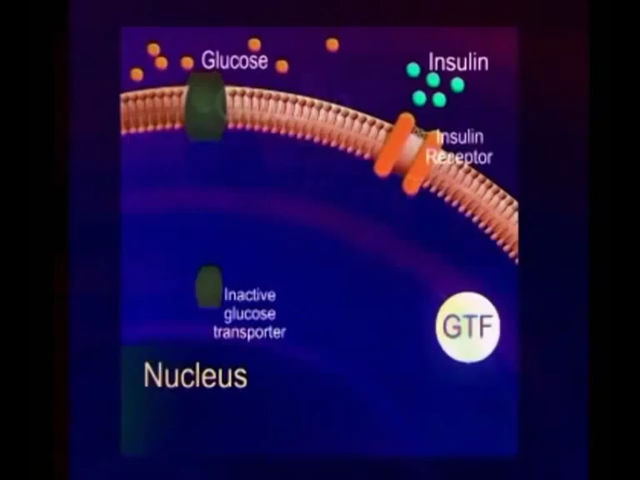 Glucose
Insulin
Insulin
Receptor
Inactive
glucose
transporter
GTF
Nucleus